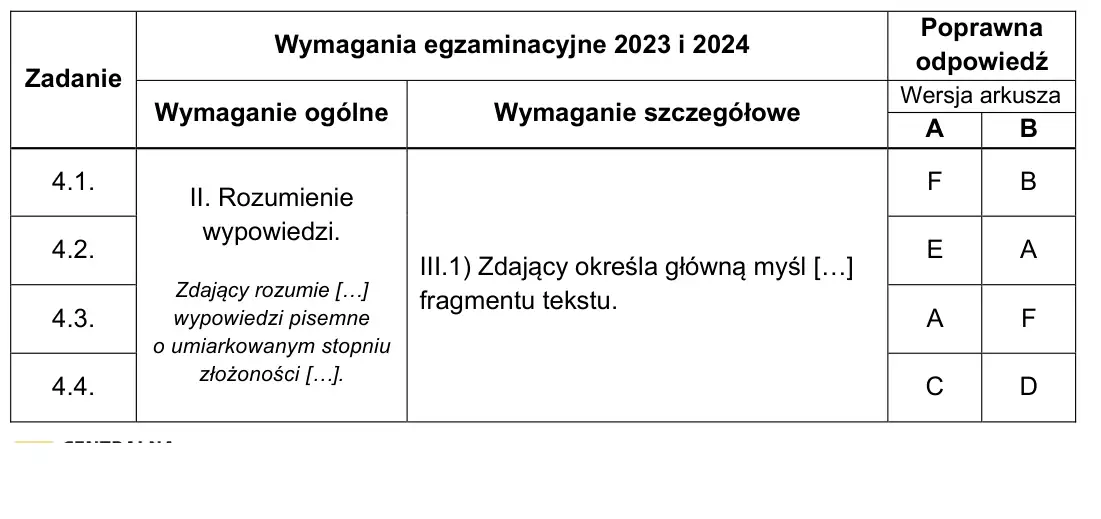 Zadanie
Wymagania egzaminacyjne 2023 i 2024
Poprawna
odpowiedź
Wymaganie ogólne
Wymaganie szczegółowe
Wersja arkusza
A B
4.1.
II. Rozumienie
wypowiedzi.
Zdający rozumie […]
wypowiedzi pisemne
o umiarkowanym stopniu
złożoności […].
III.1) Zdający określa główną myśl […]
fragmentu tekstu.
F B
4.2.
E A
4.3.
A F
4.4.
C D